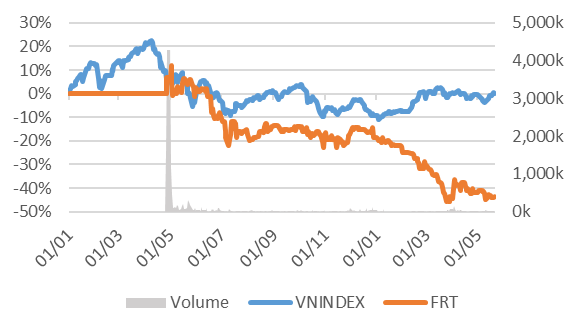 30% 5,000k
20%
10% 4,000k
0% 3,000k
-10%
-20% 2,000k
-30% 1,000k
-40%
-50% 0k
01/01 01/03 01/05 01/07 01/09 01/11 01/01 01/03 01/05
Volume VNINDEX FRT